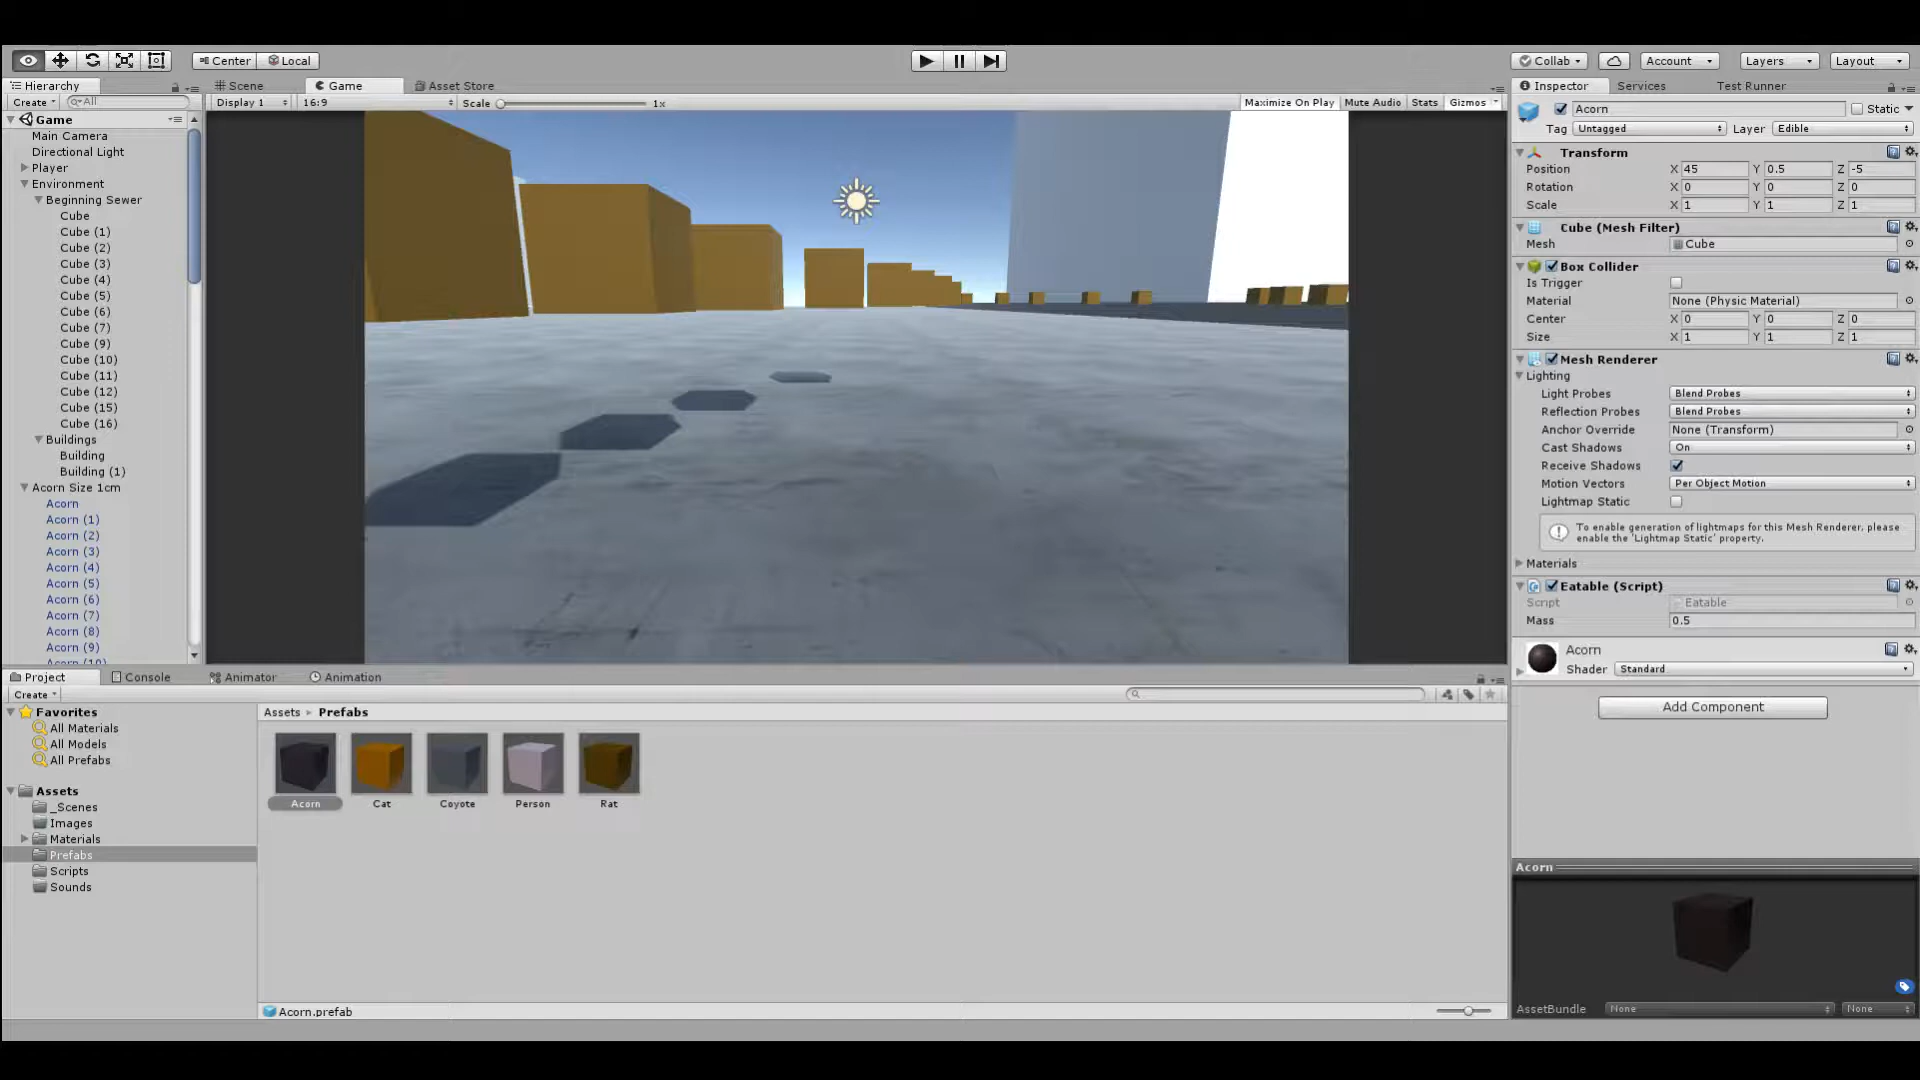 Center Local
Collab Account Layers Layout
Hierarchy
Create All
Game
Main Camera
Directional Light
Player
Environment
Beginning Sewer
Cube
Cube (1)
Cube (2)
Cube (3)
Cube (4)
Cube (5)
Cube (6)
Cube (7)
Cube (9)
Cube (10)
Cube (11)
Cube (12)
Cube (15)
Cube (16)
Buildings
Building
Building (1)
Acorn Size 1cm
Acorn
Acorn (1)
Acorn (2)
Acorn (3)
Acorn (4)
Acorn (5)
Acorn (6)
Acorn (7)
Acorn (8)
Acorn (9)
Acorn (10)
Scene Game Asset Store
Display 1 16:9 Scale 1x Maximize On Play Mute Audio Stats Gizmos
Inspector Services Test Runner
Acorn Static
Tag Untagged Layer Edible
Transform
Position X 45 Y 0.5 Z -5
Rotation X 0 Y 0 Z 0
Scale X 1 Y 1 Z 1
Cube (Mesh Filter)
Mesh Cube
Box Collider
Is Trigger
Material None (Physic Material)
Center X 0 Y 0 Z 0
Size X 1 Y 1 Z 1
Mesh Renderer
Lighting
Light Probes Blend Probes
Reflection Probes Blend Probes
Anchor Override None (Transform)
Cast Shadows On
Receive Shadows
Motion Vectors Per Object Motion
Lightmap Static
To enable generation of lightmaps for this Mesh Renderer, please
enable the 'Lightmap Static' property.
Materials
Eatable (Script)
Script Eatable
Mass 0.5
Acorn
Shader Standard
Add Component
Acorn
AssetBundle None None
Project Console Animator Animation
Create
Favorites
All Materials
All Models
All Prefabs
Assets
_Scenes
Images
Materials
Prefabs
Scripts
Sounds
Assets Prefabs
Acorn Cat Coyote Person Rat
Acorn.prefab